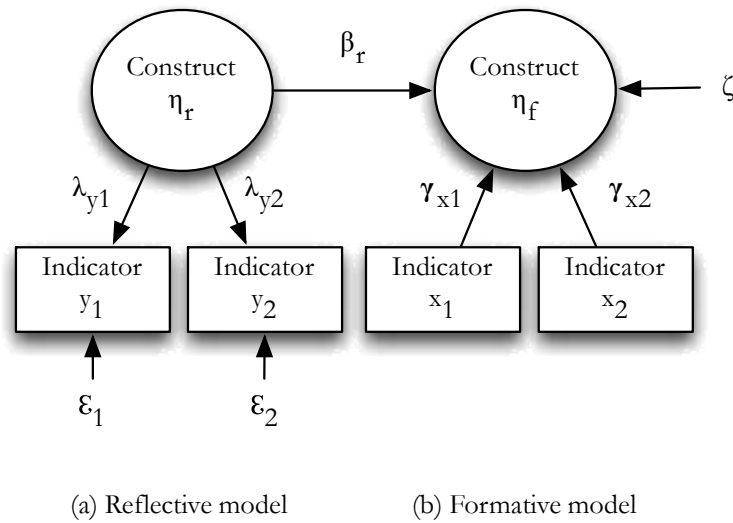 Construct
η_r
β_r
Construct
η_f
ζ
λ_y1
λ_y2
γ_x1
γ_x2
Indicator
y_1
Indicator
y_2
Indicator
x_1
Indicator
x_2
ε_1
ε_2
(a) Reflective model
(b) Formative model